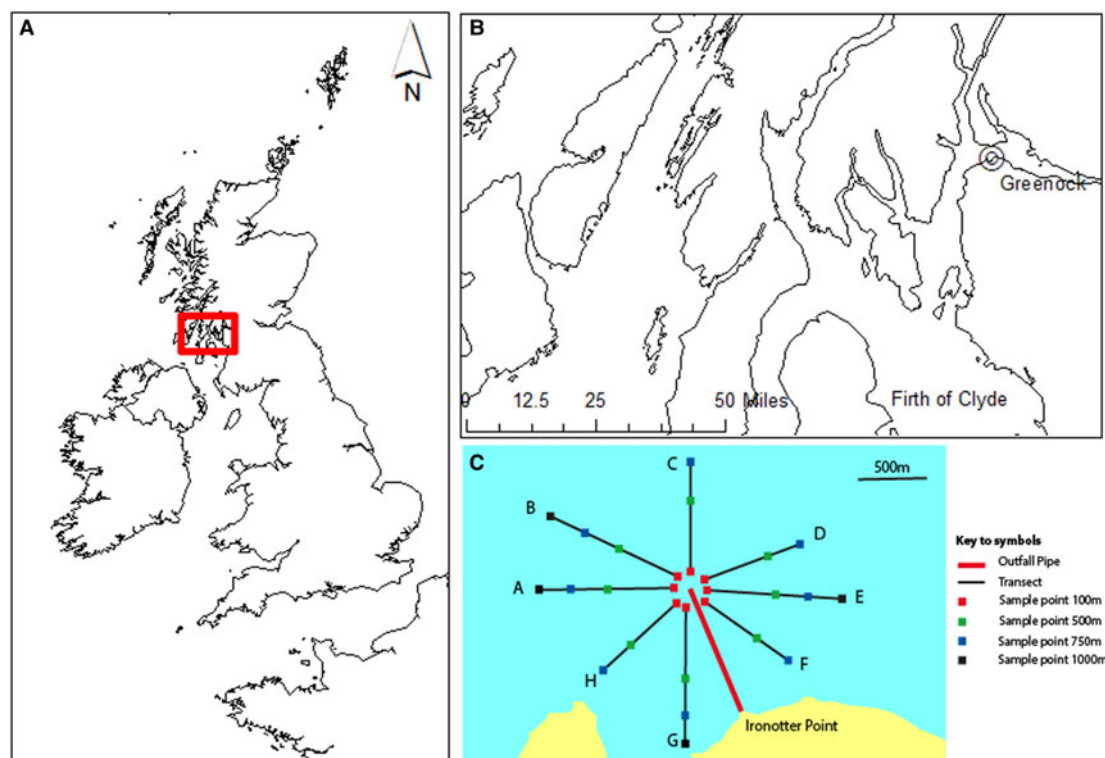 A
N
B
Greenock
0 12.5 25 50 Miles
Firth of Clyde
C
500m
C
B
D
A
E
F
H
G
Ironotter Point
Key to symbols
Outfall Pipe
Transect
Sample point 100m
Sample point 500m
Sample point 750m
Sample point 1000m